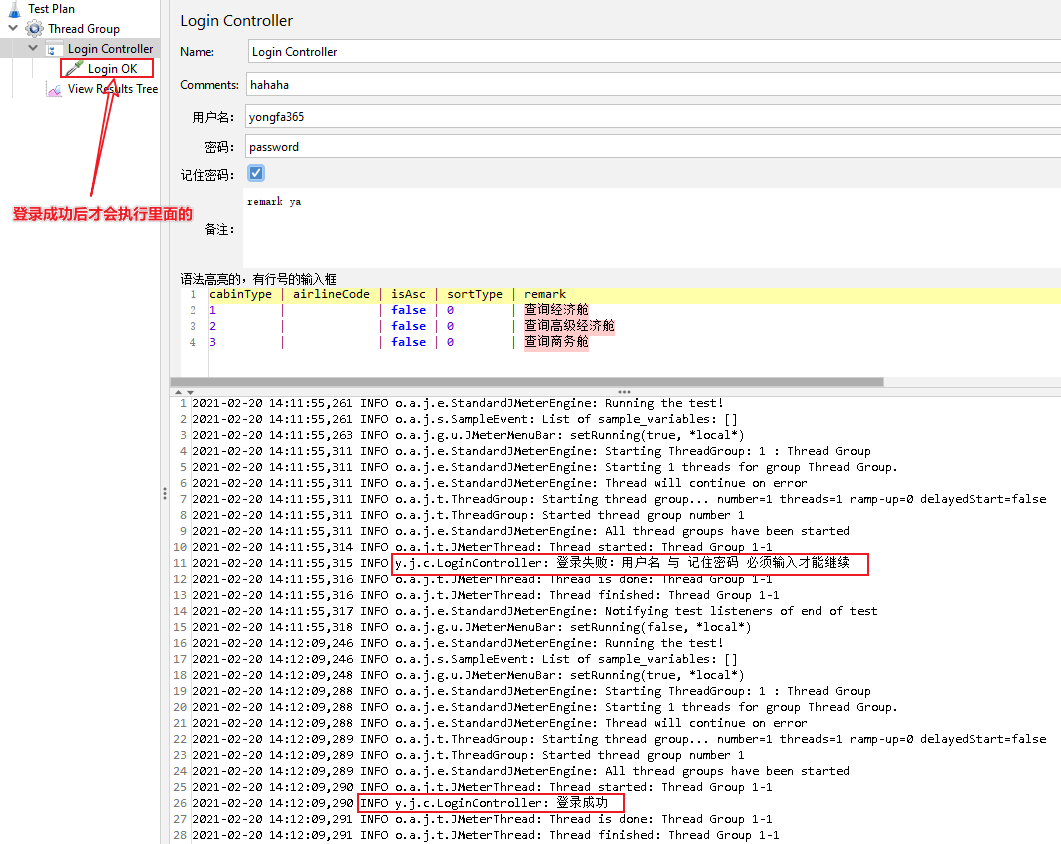 Test Plan
Thread Group
Login Controller
Login OK
View Results Tree
登录成功后才会执行里面的
Login Controller
Name: Login Controller
Comments: hahaha
用户名: yongfa365
密码: password
记住密码:
备注: remark ya
语法高亮的，有行号的输入框
1 cabinType | airlineCode | isAsc | sortType | remark
2 1 | | false | 0 | 查询经济舱
3 2 | | false | 0 | 查询高级经济舱
4 3 | | false | 0 | 查询商务舱
1 2021-02-20 14:11:55,261 INFO o.a.j.e.StandardJMeterEngine: Running the test!
2 2021-02-20 14:11:55,261 INFO o.a.j.s.SampleEvent: List of sample_variables: []
3 2021-02-20 14:11:55,263 INFO o.a.j.g.u.JMeterMenuBar: setRunning(true, *local*)
4 2021-02-20 14:11:55,311 INFO o.a.j.e.StandardJMeterEngine: Starting ThreadGroup: 1 : Thread Group
5 2021-02-20 14:11:55,311 INFO o.a.j.e.StandardJMeterEngine: Starting 1 threads for group Thread Group.
6 2021-02-20 14:11:55,311 INFO o.a.j.e.StandardJMeterEngine: Thread will continue on error
7 2021-02-20 14:11:55,311 INFO o.a.j.t.ThreadGroup: Starting thread group... number=1 threads=1 ramp-up=0 delayedStart=false
8 2021-02-20 14:11:55,311 INFO o.a.j.t.ThreadGroup: Started thread group number 1
9 2021-02-20 14:11:55,311 INFO o.a.j.e.StandardJMeterEngine: All thread groups have been started
10 2021-02-20 14:11:55,314 INFO o.a.j.t.JMeterThread: Thread started: Thread Group 1-1
11 2021-02-20 14:11:55,315 INFO y.j.c.LoginController: 登录失败：用户名 与 记住密码 必须输入才能继续
12 2021-02-20 14:11:55,316 INFO o.a.j.t.JMeterThread: Thread is done: Thread Group 1-1
13 2021-02-20 14:11:55,316 INFO o.a.j.t.JMeterThread: Thread finished: Thread Group 1-1
14 2021-02-20 14:11:55,317 INFO o.a.j.e.StandardJMeterEngine: Notifying test listeners of end of test
15 2021-02-20 14:11:55,318 INFO o.a.j.g.u.JMeterMenuBar: setRunning(false, *local*)
16 2021-02-20 14:12:09,246 INFO o.a.j.e.StandardJMeterEngine: Running the test!
17 2021-02-20 14:12:09,246 INFO o.a.j.s.SampleEvent: List of sample_variables: []
18 2021-02-20 14:12:09,248 INFO o.a.j.g.u.JMeterMenuBar: setRunning(true, *local*)
19 2021-02-20 14:12:09,288 INFO o.a.j.e.StandardJMeterEngine: Starting ThreadGroup: 1 : Thread Group
20 2021-02-20 14:12:09,288 INFO o.a.j.e.StandardJMeterEngine: Starting 1 threads for group Thread Group.
21 2021-02-20 14:12:09,288 INFO o.a.j.e.StandardJMeterEngine: Thread will continue on error
22 2021-02-20 14:12:09,289 INFO o.a.j.t.ThreadGroup: Starting thread group... number=1 threads=1 ramp-up=0 delayedStart=false
23 2021-02-20 14:12:09,289 INFO o.a.j.t.ThreadGroup: Started thread group number 1
24 2021-02-20 14:12:09,289 INFO o.a.j.e.StandardJMeterEngine: All thread groups have been started
25 2021-02-20 14:12:09,290 INFO o.a.j.t.JMeterThread: Thread started: Thread Group 1-1
26 2021-02-20 14:12:09,290 INFO y.j.c.LoginController: 登录成功
27 2021-02-20 14:12:09,291 INFO o.a.j.t.JMeterThread: Thread is done: Thread Group 1-1
28 2021-02-20 14:12:09,291 INFO o.a.j.t.JMeterThread: Thread finished: Thread Group 1-1